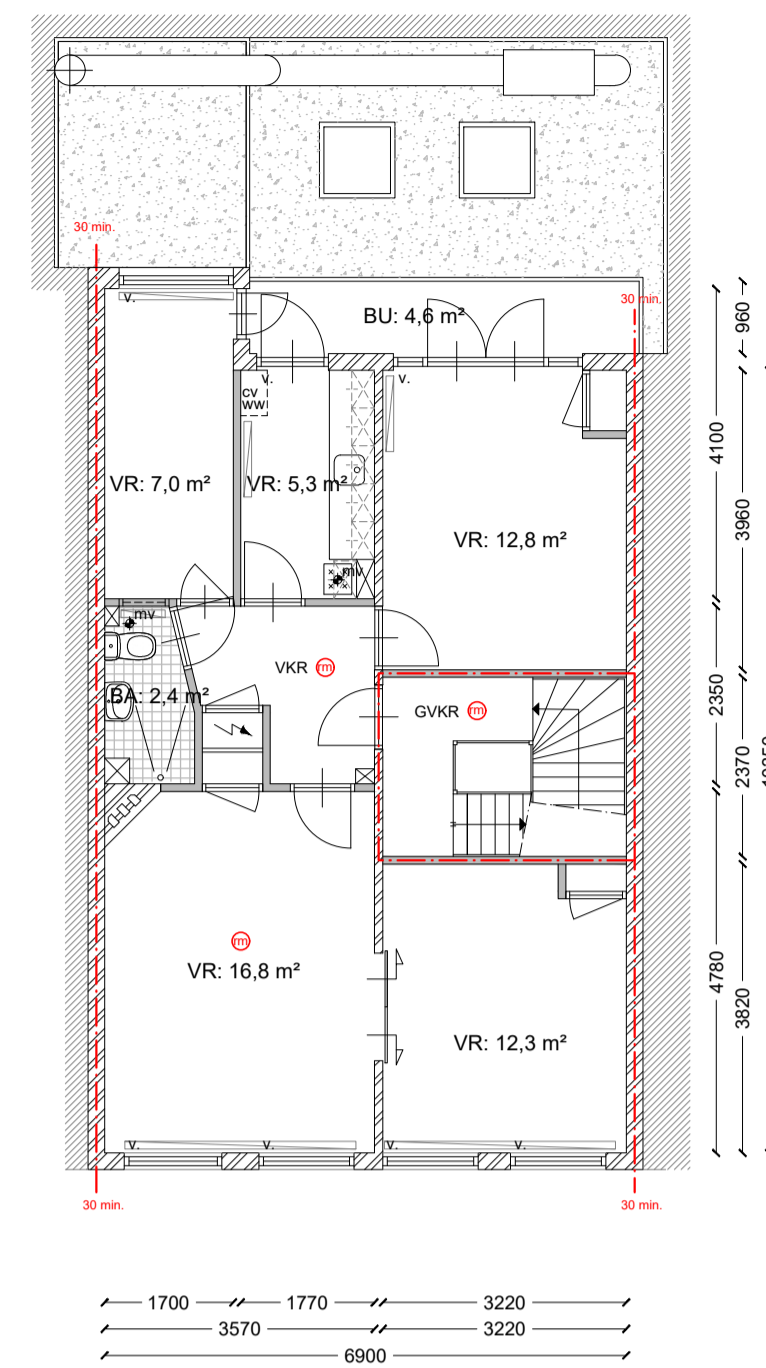 30 min.
30 min.
v.
BU: 4,6 m²
960
v.
v.
cv
ww
4100
VR: 7,0 m²
VR: 5,3 m²
3960
VR: 12,8 m²
mv
mv
VKR
rm
BA: 2,4 m²
2350
GVKR
rm
2370
rm
VR: 16,8 m²
4780
3820
VR: 12,3 m²
v.
v.
v.
v.
30 min.
30 min.
1700
1770
3220
3570
3220
6900